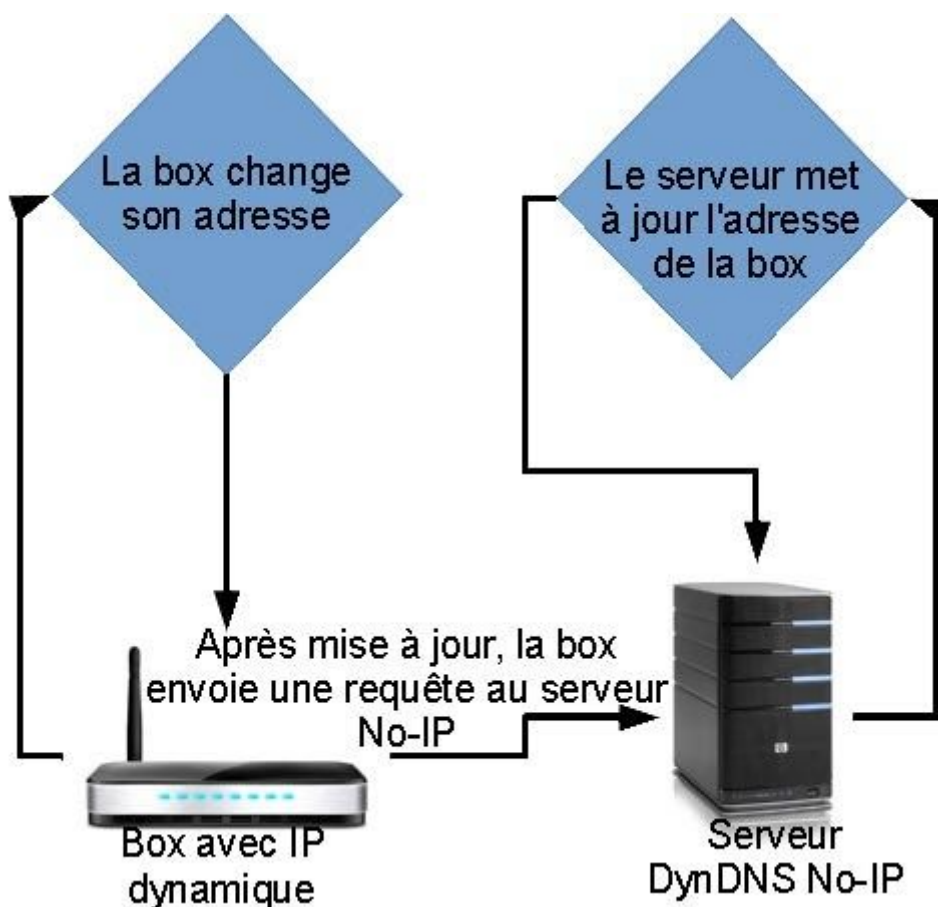 La box change
son adresse
Le serveur met
à jour l'adresse
de la box
Après mise à jour, la box
envoie une requête au serveur
No-IP
Box avec IP
dynamique
Serveur
DynDNS No-IP